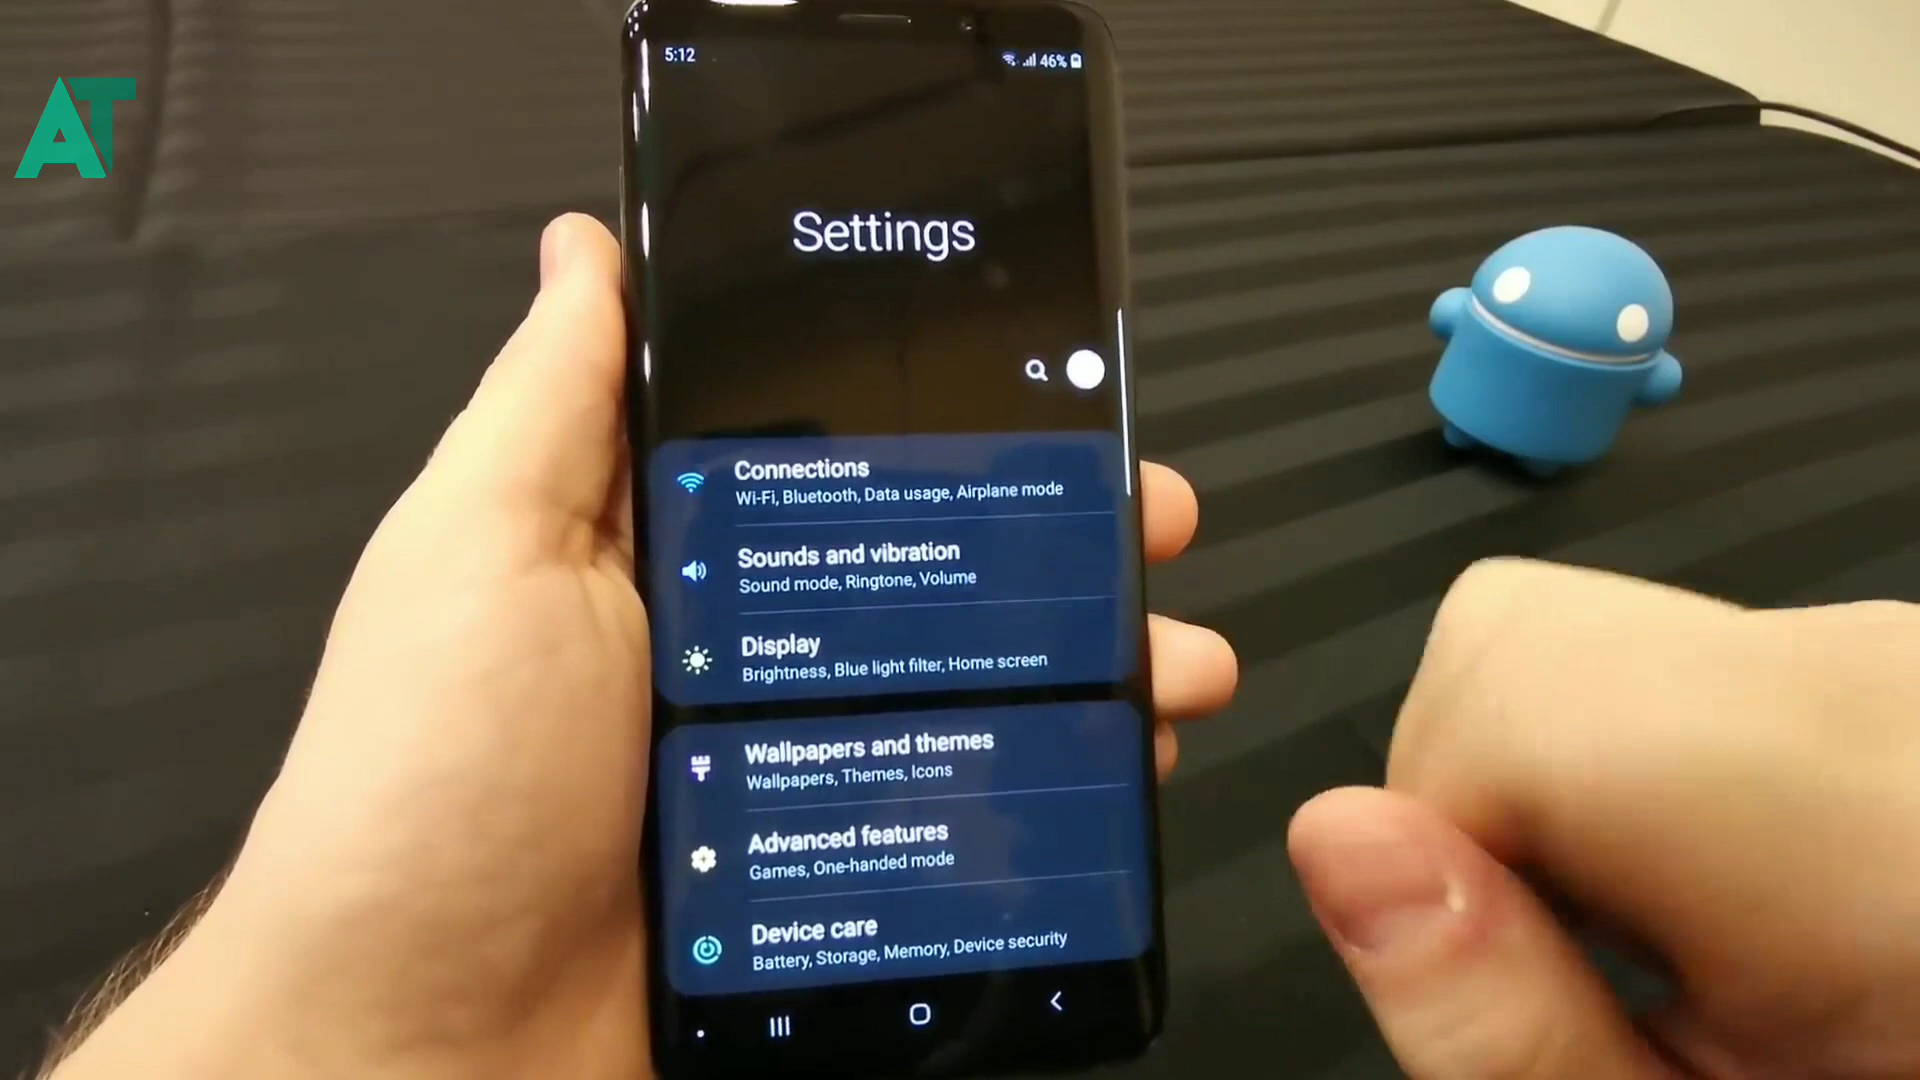 AT
5:12
46%
Settings
Connections
Wi-Fi, Bluetooth, Data usage, Airplane mode
Sounds and vibration
Sound mode, Ringtone, Volume
Display
Brightness, Blue light filter, Home screen
Wallpapers and themes
Wallpapers, Themes, Icons
Advanced features
Games, One-handed mode
Device care
Battery, Storage, Memory, Device security